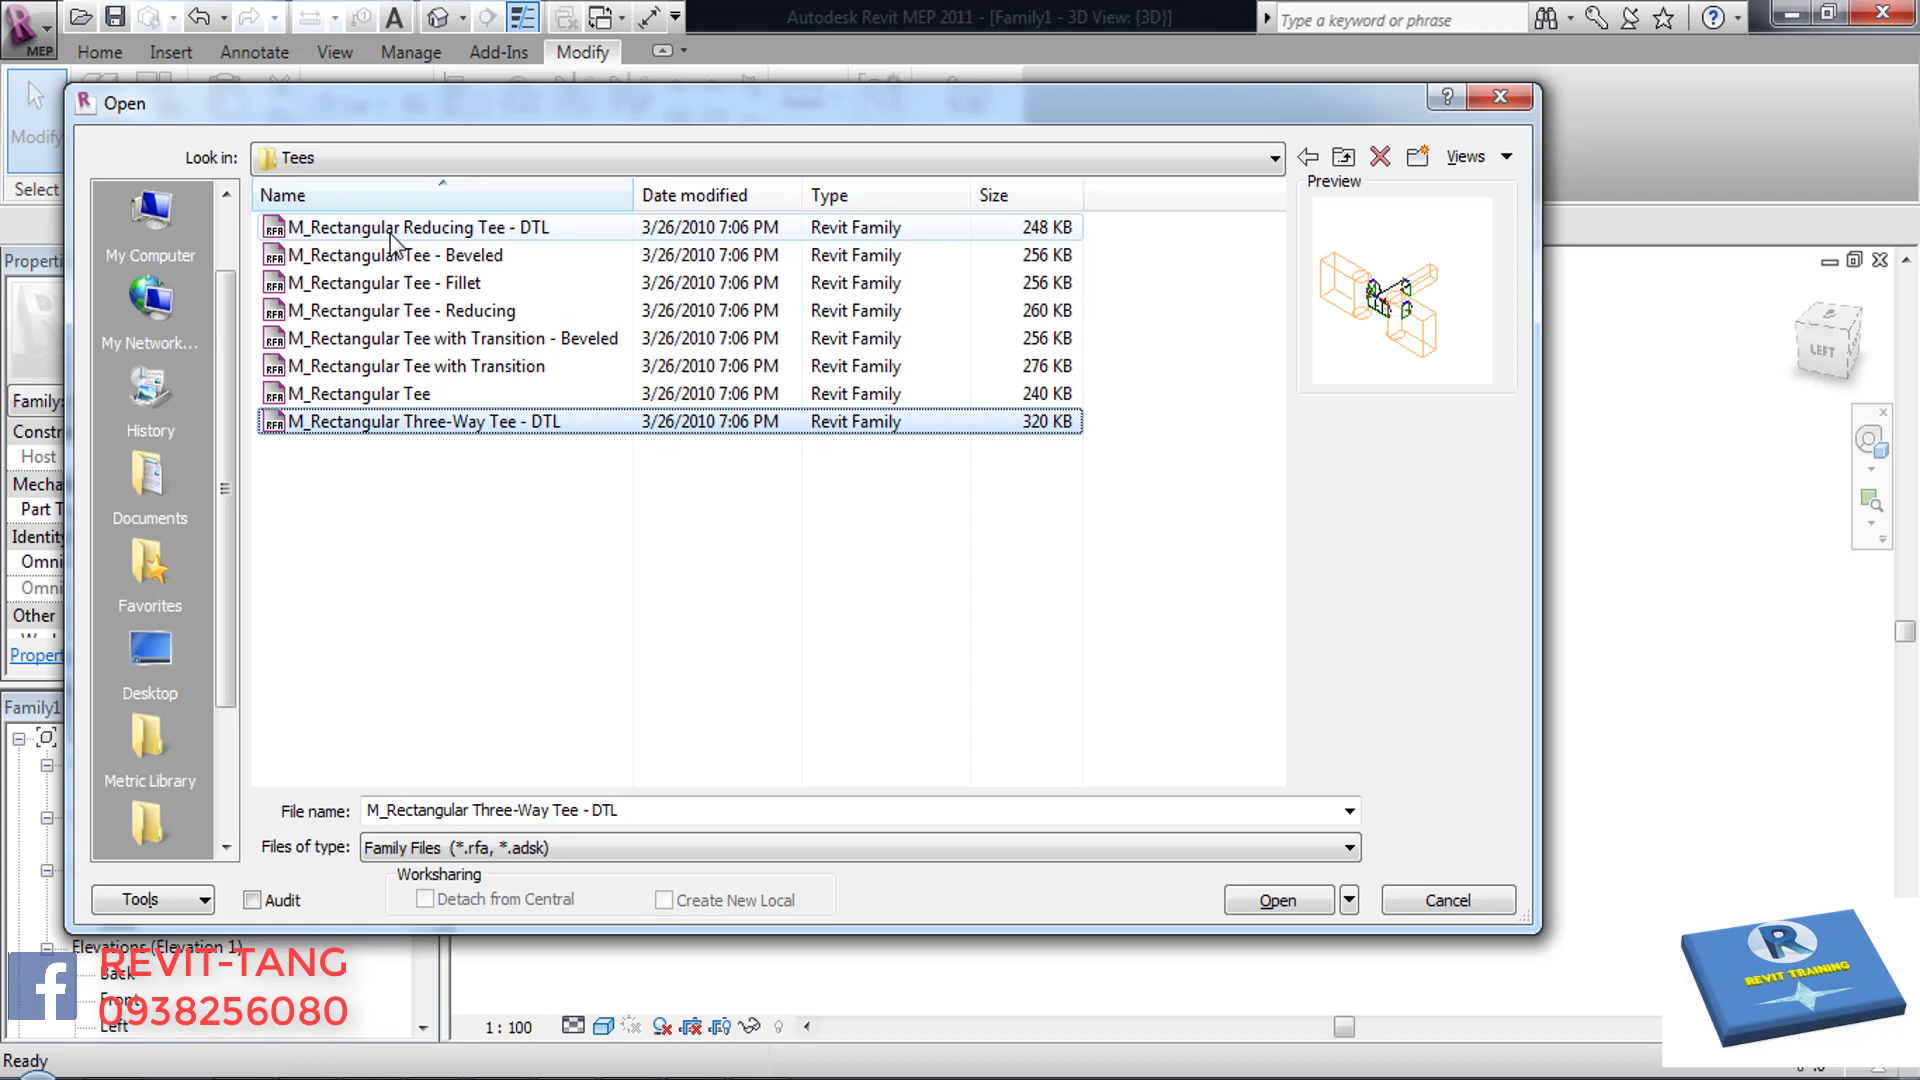 MEP
Autodesk Revit MEP 2011 - [Family1 - 3D View: {3D}]
Type a keyword or phrase
Home Insert Annotate View Manage Add-Ins Modify
Modify
Select
Open
Look in: Tees
Views
Preview
Name Date modified Type Size
M_Rectangular Reducing Tee - DTL 3/26/2010 7:06 PM Revit Family 248 KB
M_Rectangular Tee - Beveled 3/26/2010 7:06 PM Revit Family 256 KB
M_Rectangular Tee - Fillet 3/26/2010 7:06 PM Revit Family 256 KB
M_Rectangular Tee - Reducing 3/26/2010 7:06 PM Revit Family 260 KB
M_Rectangular Tee with Transition - Beveled 3/26/2010 7:06 PM Revit Family 256 KB
M_Rectangular Tee with Transition 3/26/2010 7:06 PM Revit Family 276 KB
M_Rectangular Tee 3/26/2010 7:06 PM Revit Family 240 KB
M_Rectangular Three-Way Tee - DTL 3/26/2010 7:06 PM Revit Family 320 KB
My Computer
My Network...
History
Documents
Favorites
Desktop
Metric Library
File name: M_Rectangular Three-Way Tee - DTL
Files of type: Family Files (*.rfa, *.adsk)
Worksharing
Tools
Audit
Detach from Central
Create New Local
Open
Cancel
Properti
Family:
Constr
Host
Mecha
Part T
Identity
Omni
Omni
Other
Propert
Family1
Elevations (Elevation 1)
Back
Front
Left
REVIT-TANG
0938256080
LEFT
1 : 100
Ready
R
REVIT TRAINING